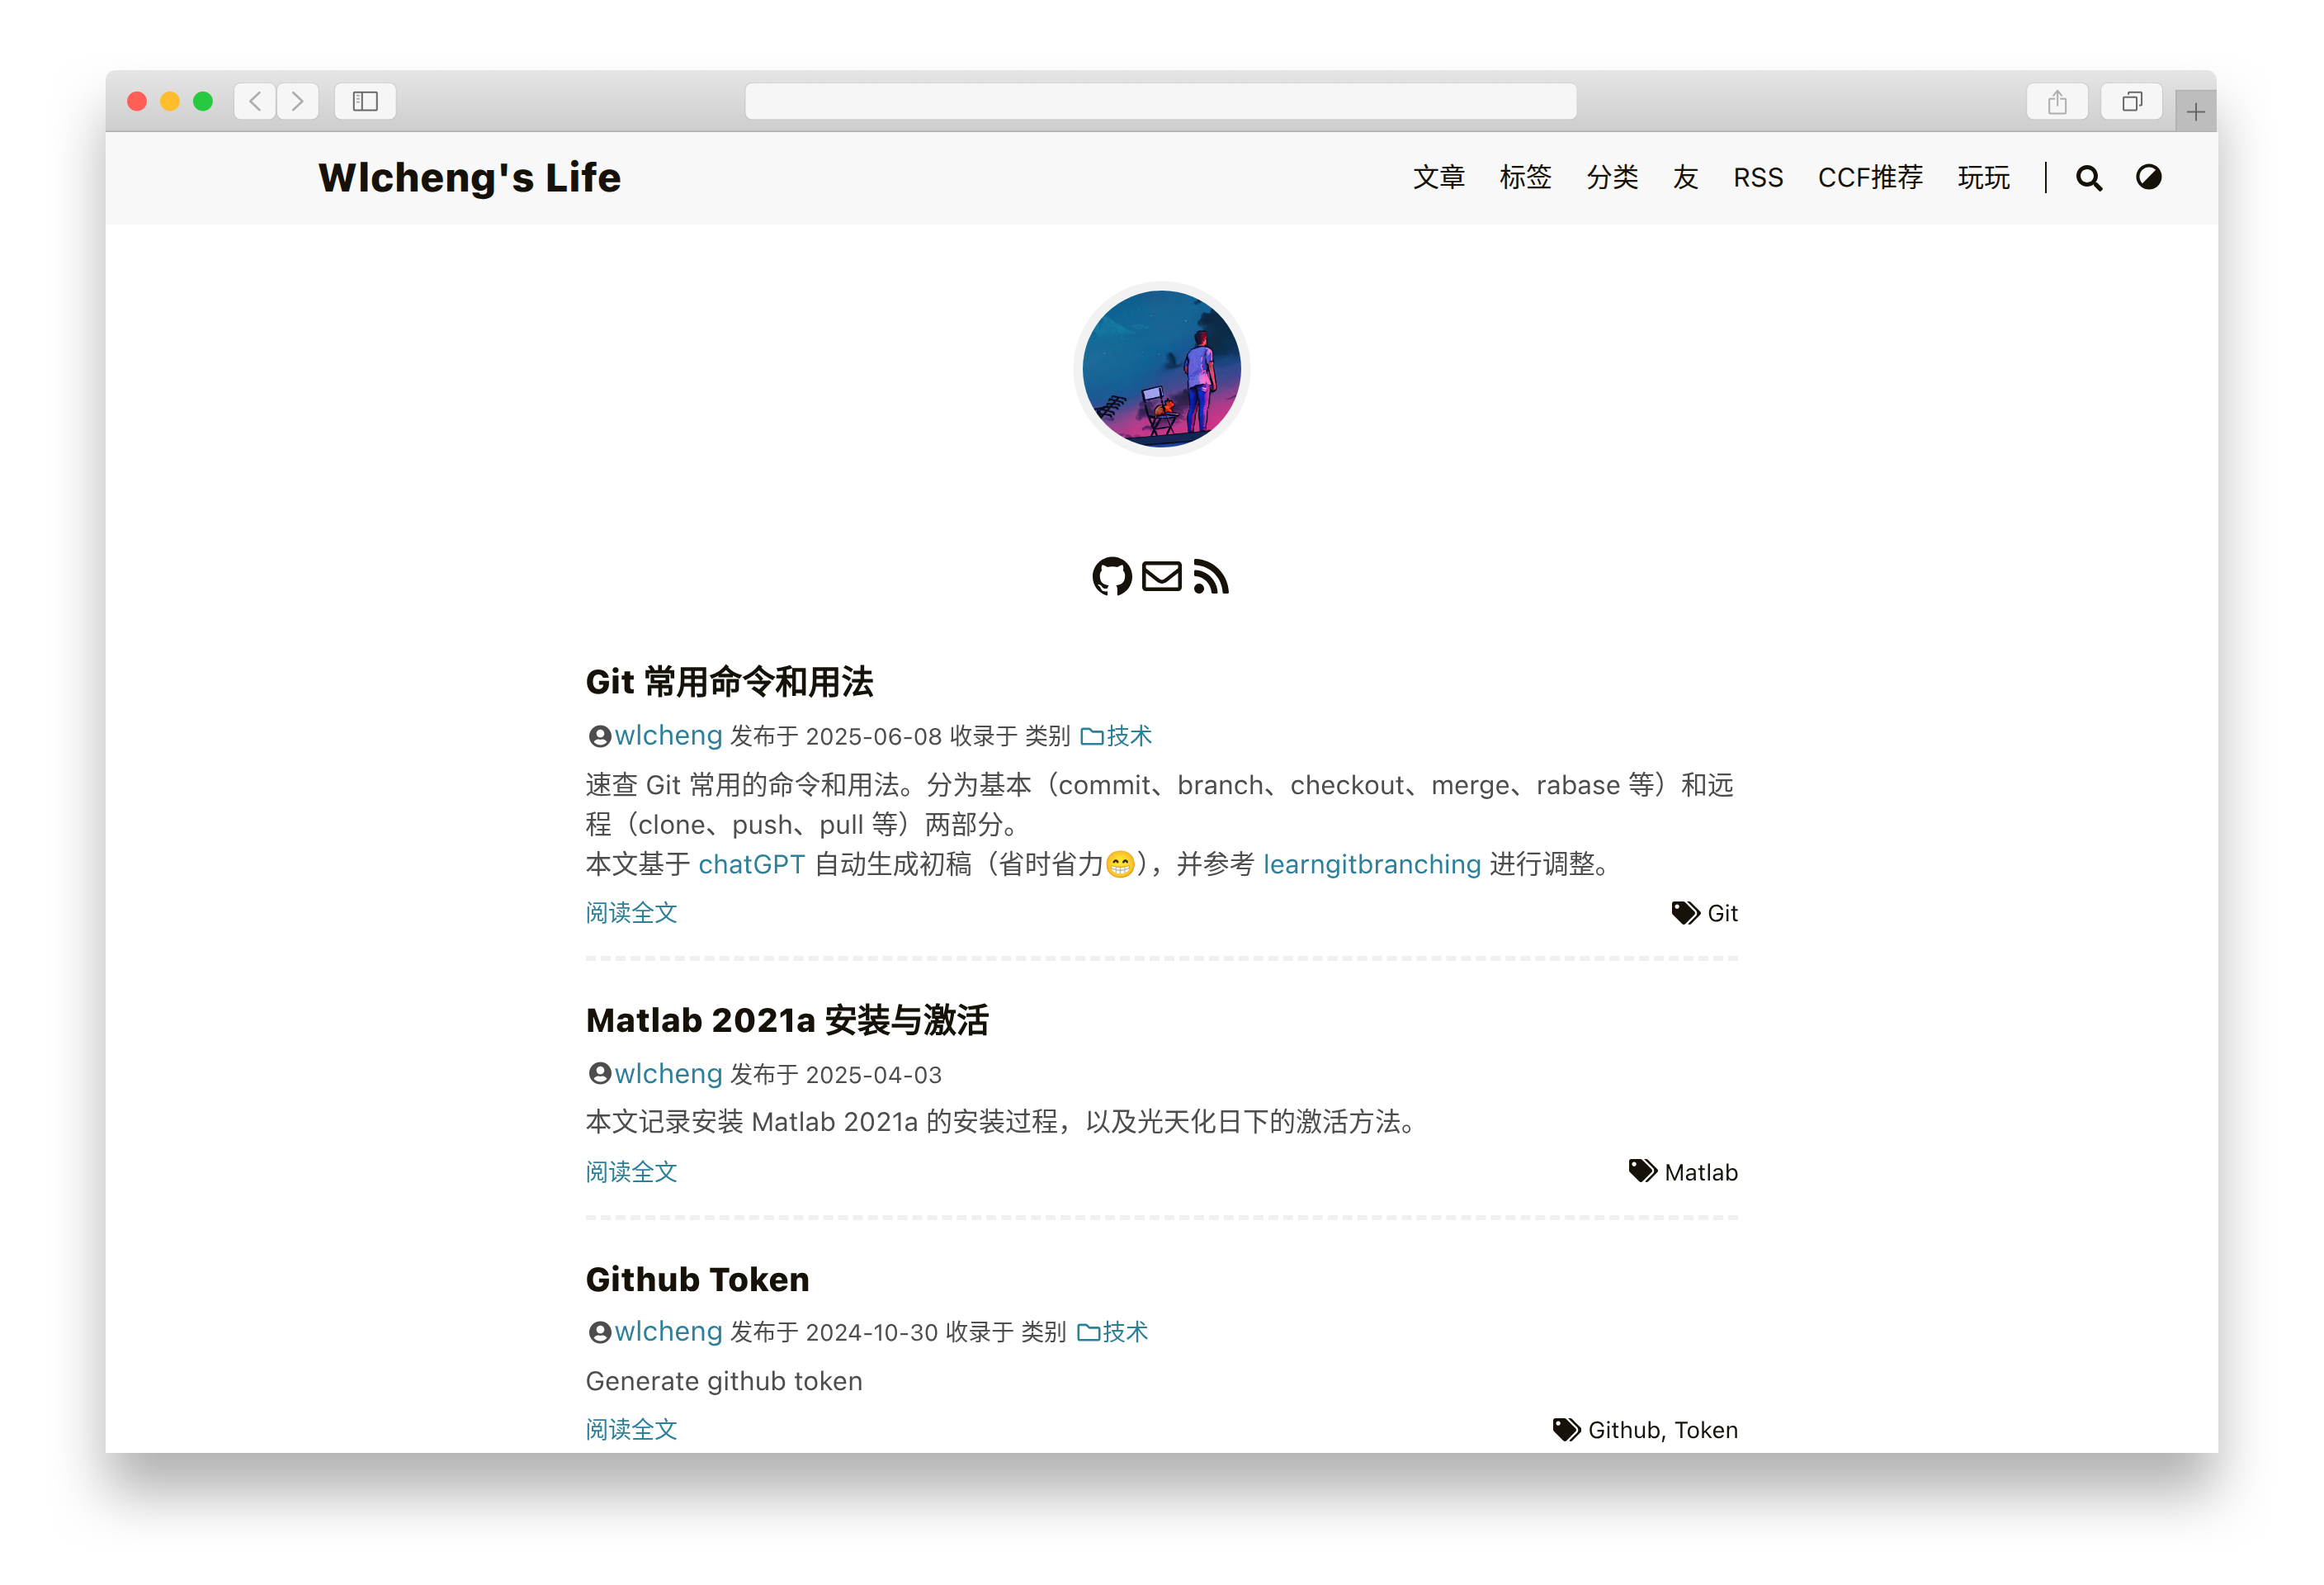 Wlcheng's Life
文章 标签 分类 友 RSS CCF推荐 玩玩
Git 常用命令和用法
wlcheng 发布于 2025-06-08 收录于 类别 技术
速查 Git 常用的命令和用法。分为基本（commit、branch、checkout、merge、rabase 等）和远
程（clone、push、pull 等）两部分。
本文基于 chatGPT 自动生成初稿（省时省力😁），并参考 learngitbranching 进行调整。
阅读全文
Git
Matlab 2021a 安装与激活
wlcheng 发布于 2025-04-03
本文记录安装 Matlab 2021a 的安装过程，以及光天化日下的激活方法。
阅读全文
Matlab
Github Token
wlcheng 发布于 2024-10-30 收录于 类别 技术
Generate github token
阅读全文
Github, Token